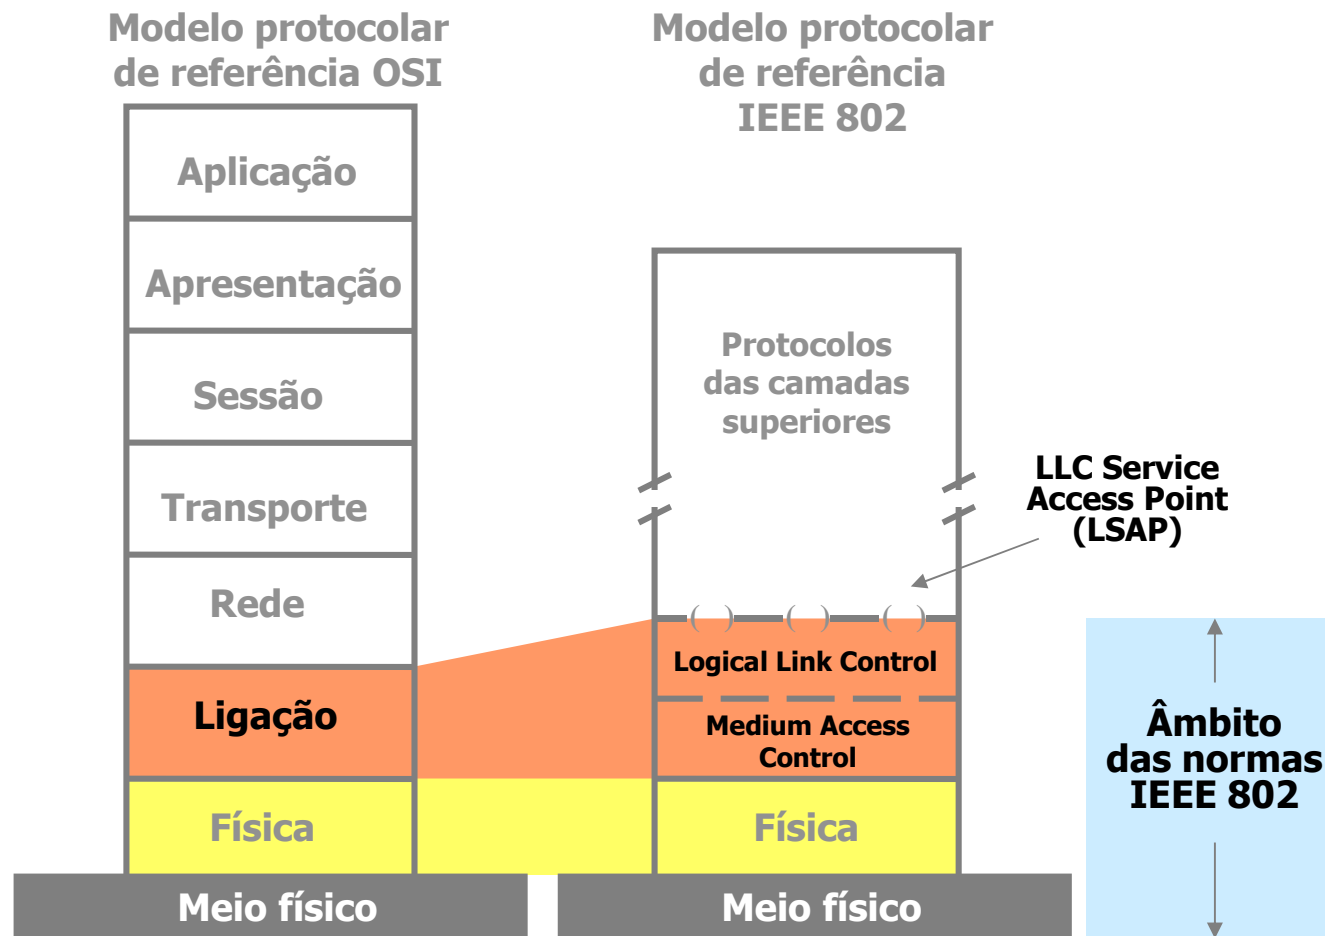 Modelo protocolar
de referência OSI
Aplicação
Apresentação
Sessão
Transporte
Rede
Ligação
Física
Meio físico
Modelo protocolar
de referência
IEEE 802
Protocolos
das camadas
superiores
LLC Service
Access Point
(LSAP)
Logical Link Control
Medium Access
Control
Física
Meio físico
Âmbito
das normas
IEEE 802